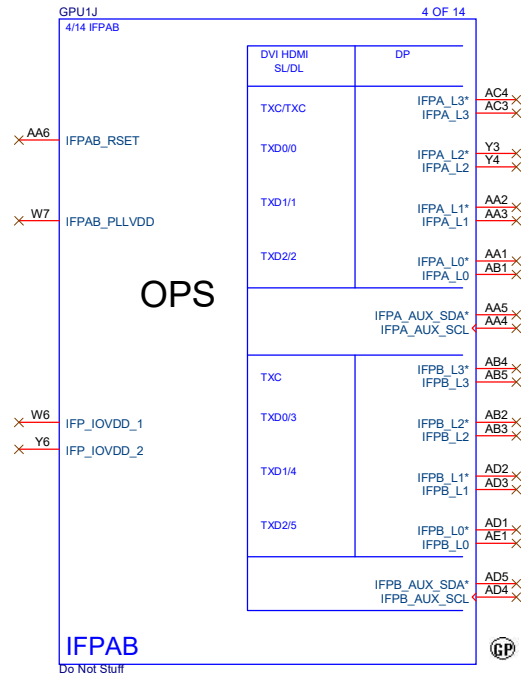 GPU1J 4 OF 14
4/14 IFPAB
DVI HDMI DP
SL/DL
TXC/TXC IFPA_L3* AC4
IFPA_L3 AC3
AA6 IFPAB_RSET
TXD0/0 IFPA_L2* Y3
IFPA_L2 Y4
TXD1/1 IFPA_L1* AA2
IFPA_L1 AA3
W7 IFPAB_PLLVDD
TXD2/2 IFPA_L0* AA1
IFPA_L0 AB1
OPS
IFPA_AUX_SDA* AA5
IFPA_AUX_SCL AA4
TXC IFPB_L3* AB4
IFPB_L3 AB5
W6 IFP_IOVDD_1
TXD0/3 IFPB_L2* AB2
IFPB_L2 AB3
Y6 IFP_IOVDD_2
TXD1/4 IFPB_L1* AD2
IFPB_L1 AD3
TXD2/5 IFPB_L0* AD1
IFPB_L0 AE1
IFPB_AUX_SDA* AD5
IFPB_AUX_SCL AD4
IFPAB
GP
Do Not Stuff